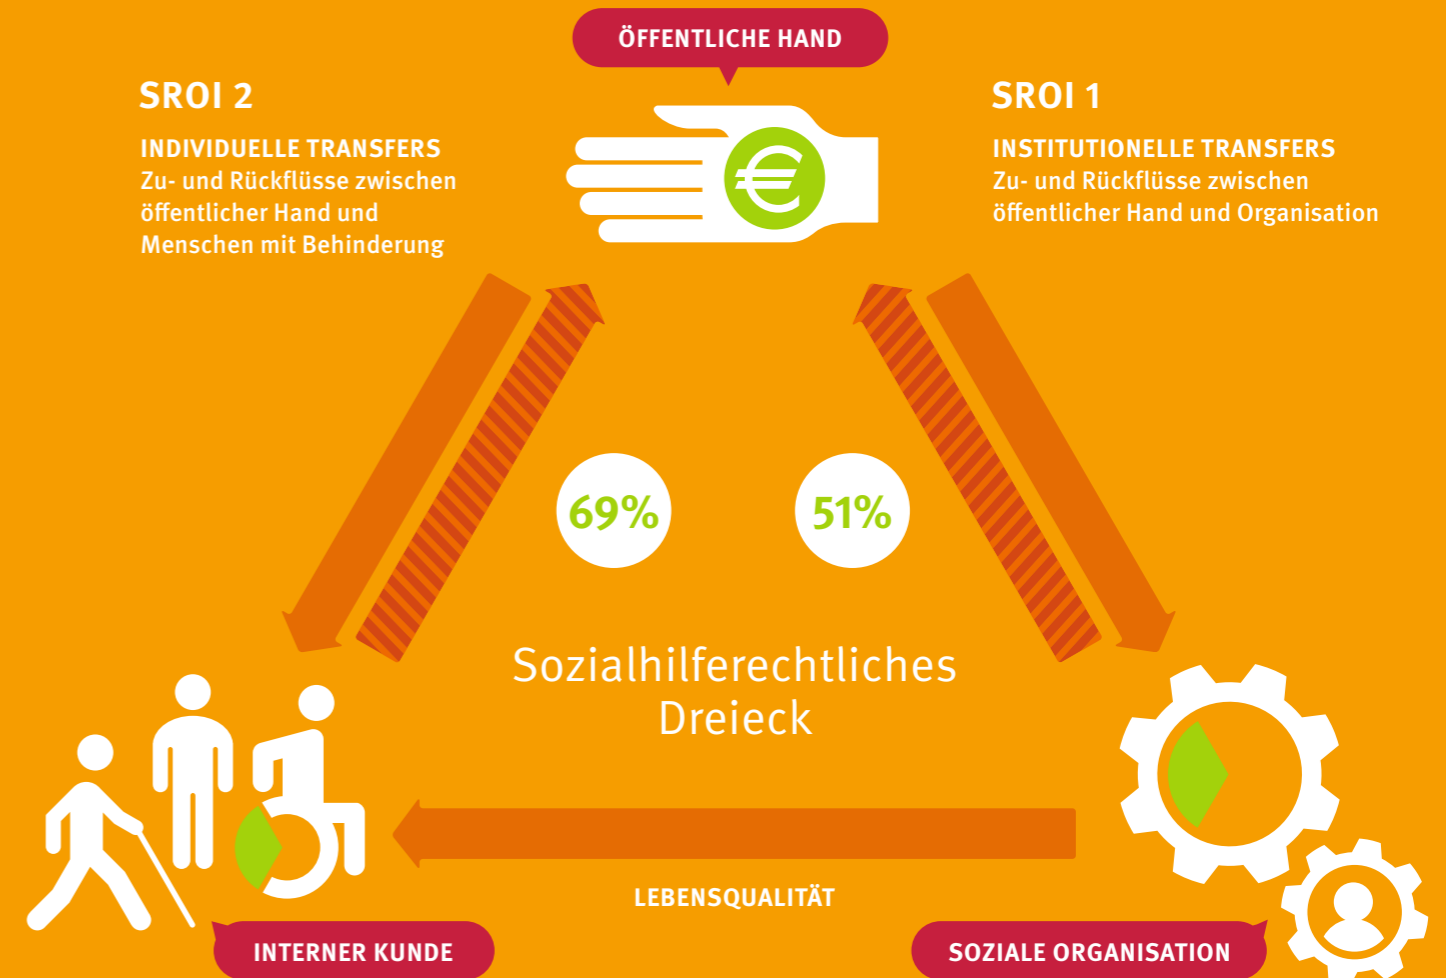 ÖFFENTLICHE HAND
SROI 2
INDIVIDUELLE TRANSFERS
Zu- und Rückflüsse zwischen
öffentlicher Hand und
Menschen mit Behinderung
€
SROI 1
INSTITUTIONELLE TRANSFERS
Zu- und Rückflüsse zwischen
öffentlicher Hand und Organisation
69%
51%
Sozialhilferechtliches
Dreieck
LEBENSQUALITÄT
INTERNER KUNDE
SOZIALE ORGANISATION